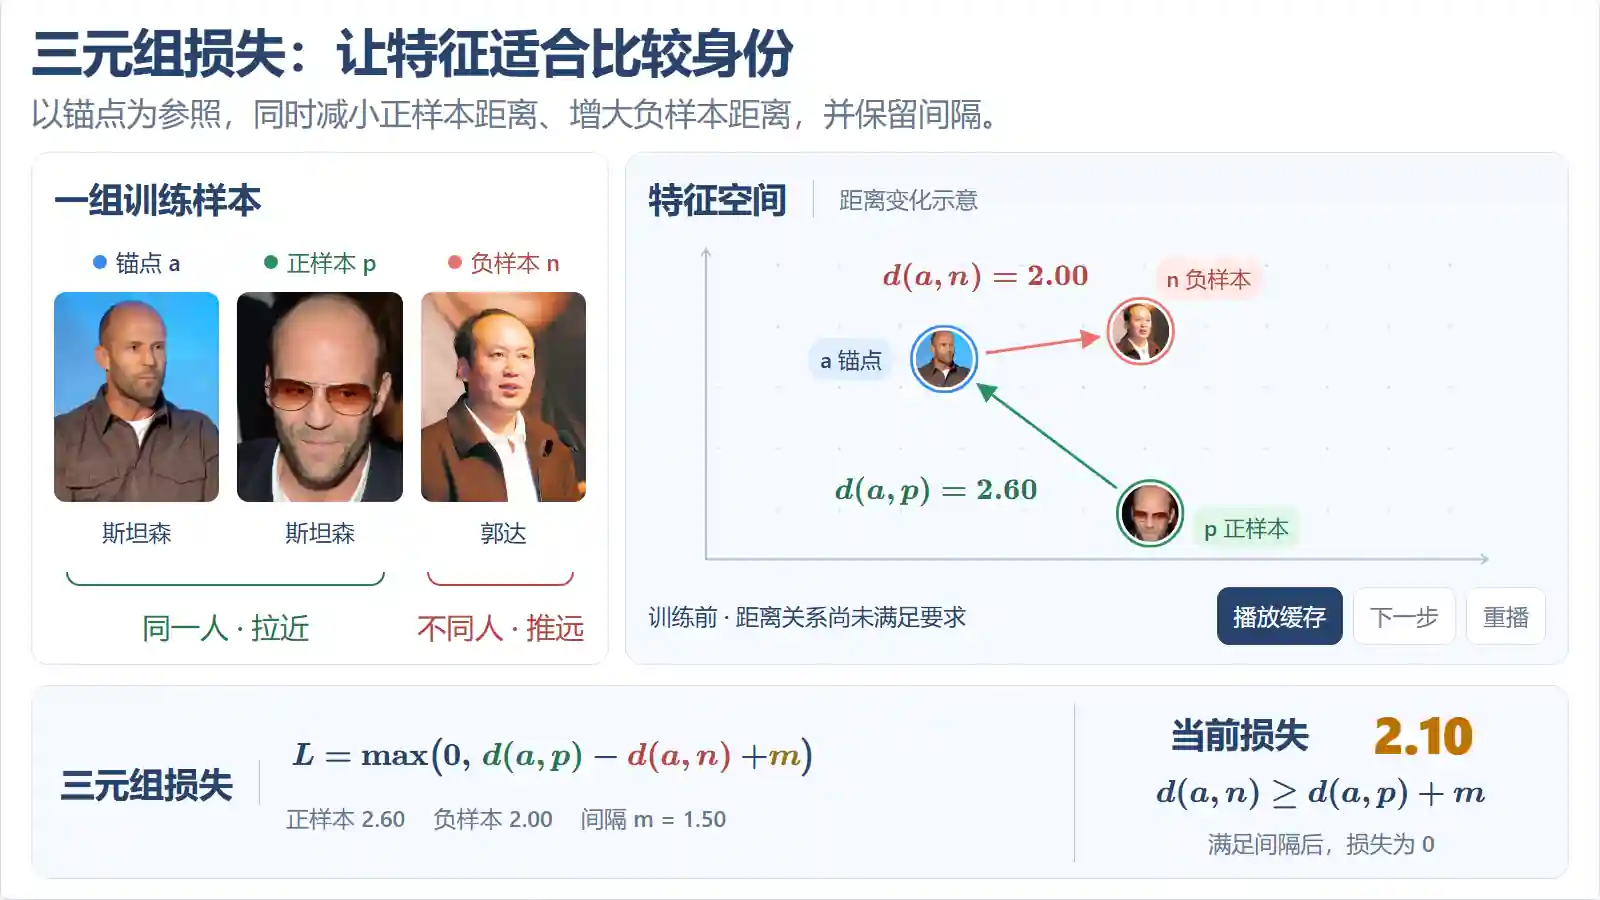 三元组损失：让特征适合比较身份
以锚点为参照，同时减小正样本距离、增大负样本距离，并保留间隔。
一组训练样本
锚点 a
正样本 p
负样本 n
斯坦森
斯坦森
郭达
同一人 · 拉近
不同人 · 推远
特征空间
距离变化示意
d(a, n) = 2.00
n 负样本
a 锚点
d(a, p) = 2.60
p 正样本
训练前 · 距离关系尚未满足要求
播放缓存
下一步
重播
三元组损失
L = max(0, d(a, p) − d(a, n) +m)
正样本 2.60 负样本 2.00 间隔 m = 1.50
当前损失 2.10
d(a, n) ≥ d(a, p) + m
满足间隔后，损失为 0